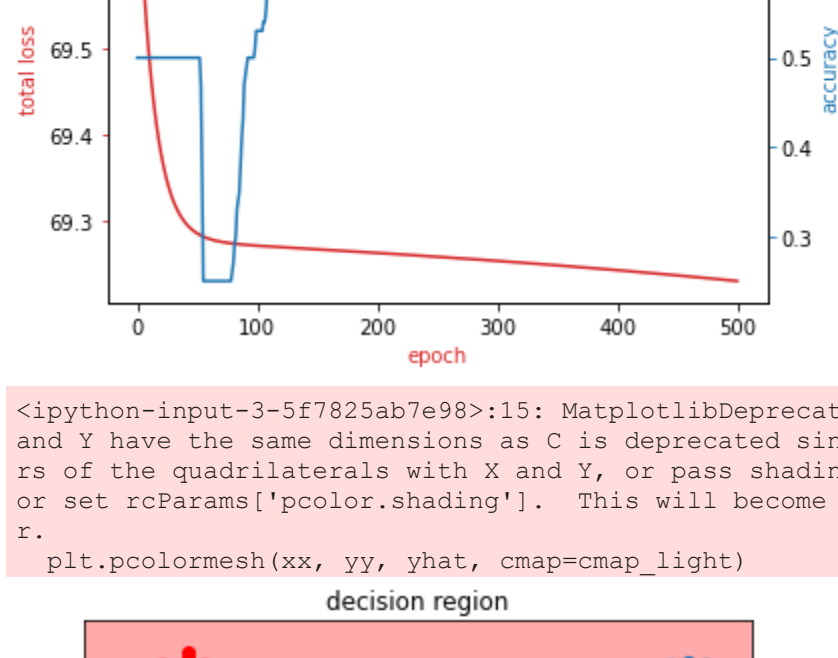 total loss
69.5
69.4
69.3
accuracy
0.5
0.4
0.3
0 100 200 300 400 500
epoch
<ipython-input-3-5f7825ab7e98>:15: MatplotlibDeprecat
and Y have the same dimensions as C is deprecated sin
rs of the quadrilaterals with X and Y, or pass shadin
or set rcParams['pcolor.shading'].  This will become
r.
  plt.pcolormesh(xx, yy, yhat, cmap=cmap_light)
decision region